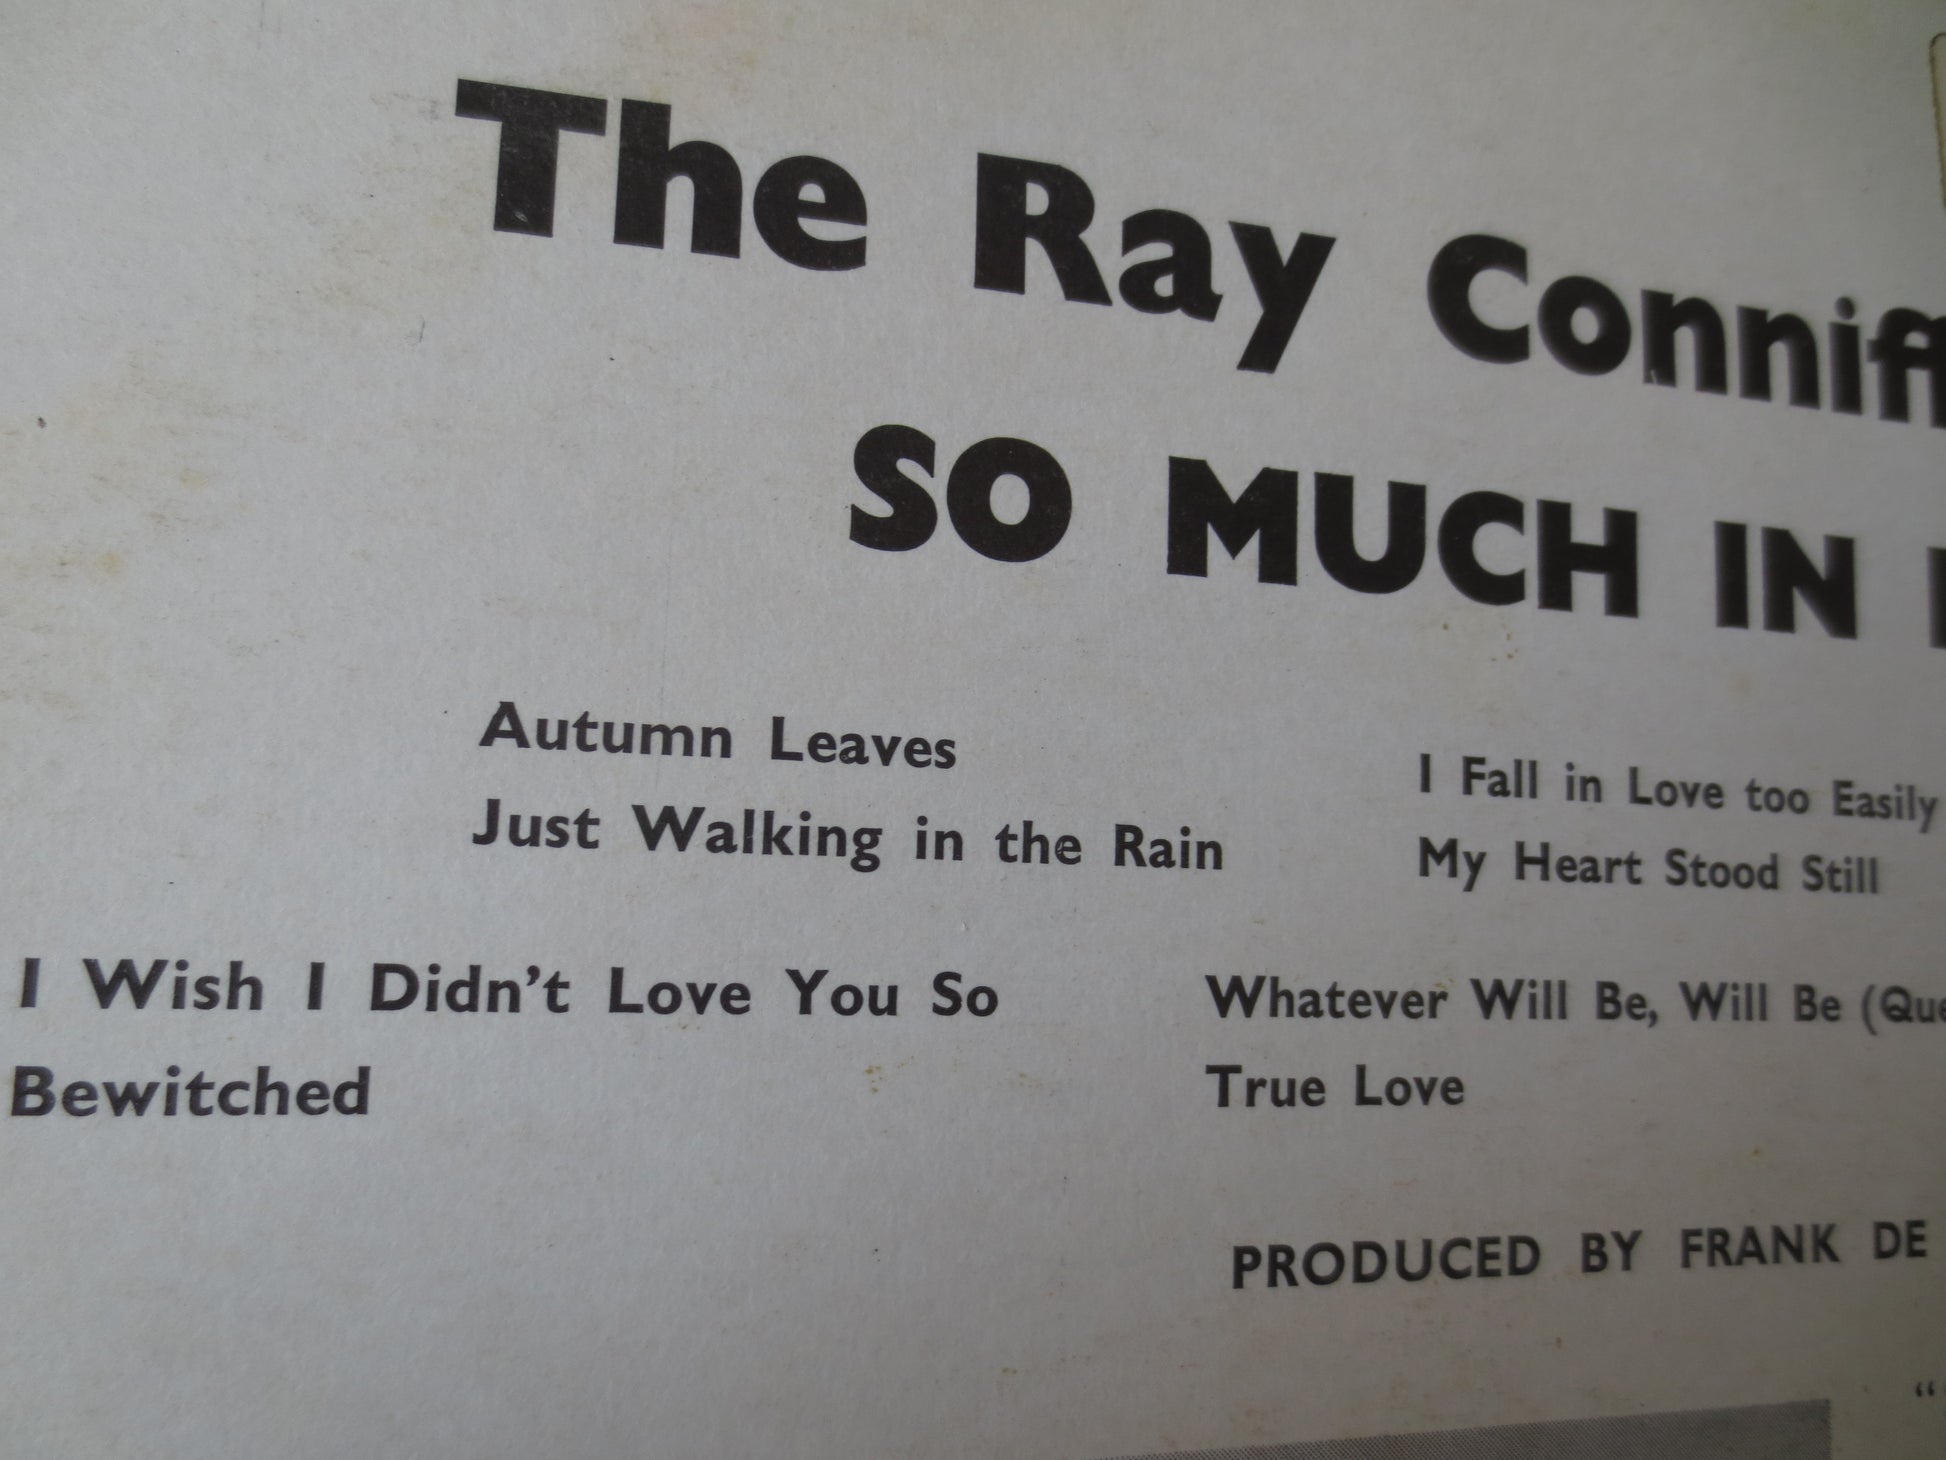 The Ray Conniff
SO MUCH IN
Autumn Leaves
Just Walking in the Rain
I Fall in Love too Easily
My Heart Stood Still
I Wish I Didn't Love You So
Bewitched
Whatever Will Be, Will Be (Que
True Love
PRODUCED BY FRANK DE